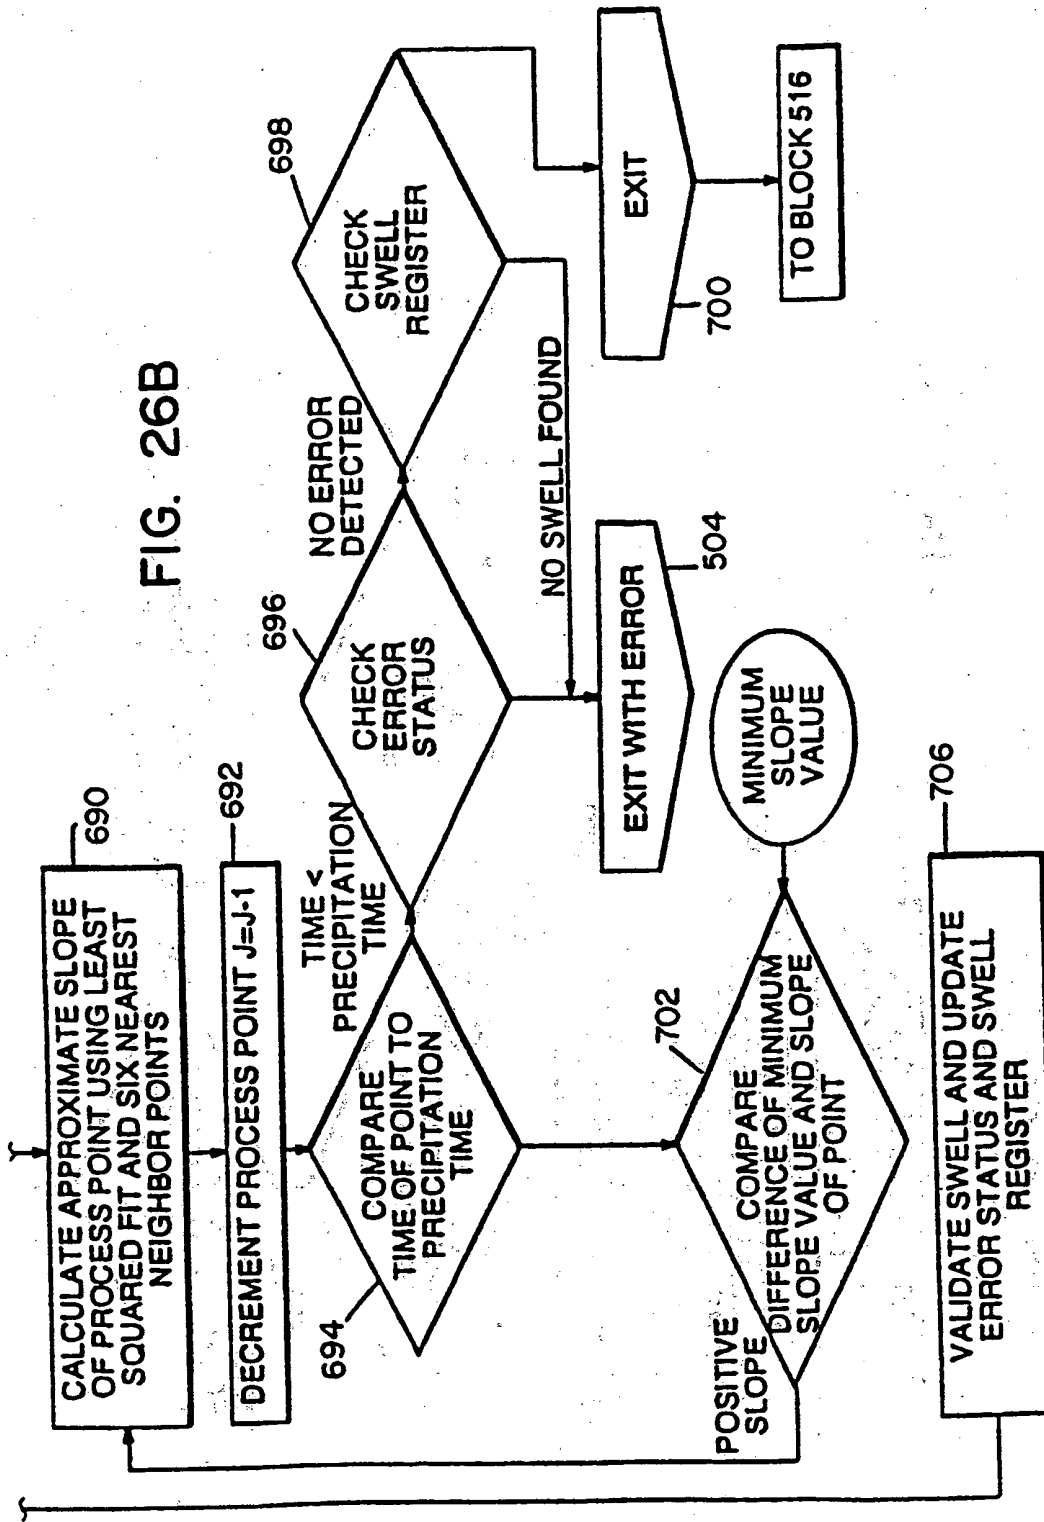 FIG. 26B
CALCULATE APPROXIMATE SLOPE
OF PROCESS POINT USING LEAST
SQUARED FIT AND SIX NEAREST
NEIGHBOR POINTS
690
DECREMENT PROCESS POINT J=J-1
692
694
COMPARE
TIME OF POINT TO
PRECIPITATION
TIME
TIME <
PRECIPITATION
TIME
696
CHECK
ERROR
STATUS
NO ERROR
DETECTED
698
CHECK
SWELL
REGISTER
NO SWELL FOUND
EXIT WITH ERROR
504
EXIT
700
TO BLOCK 516
702
COMPARE
DIFFERENCE OF MINIMUM
SLOPE VALUE AND SLOPE
OF POINT
POSITIVE
SLOPE
MINIMUM
SLOPE
VALUE
706
VALIDATE SWELL AND UPDATE
ERROR STATUS AND SWELL
REGISTER